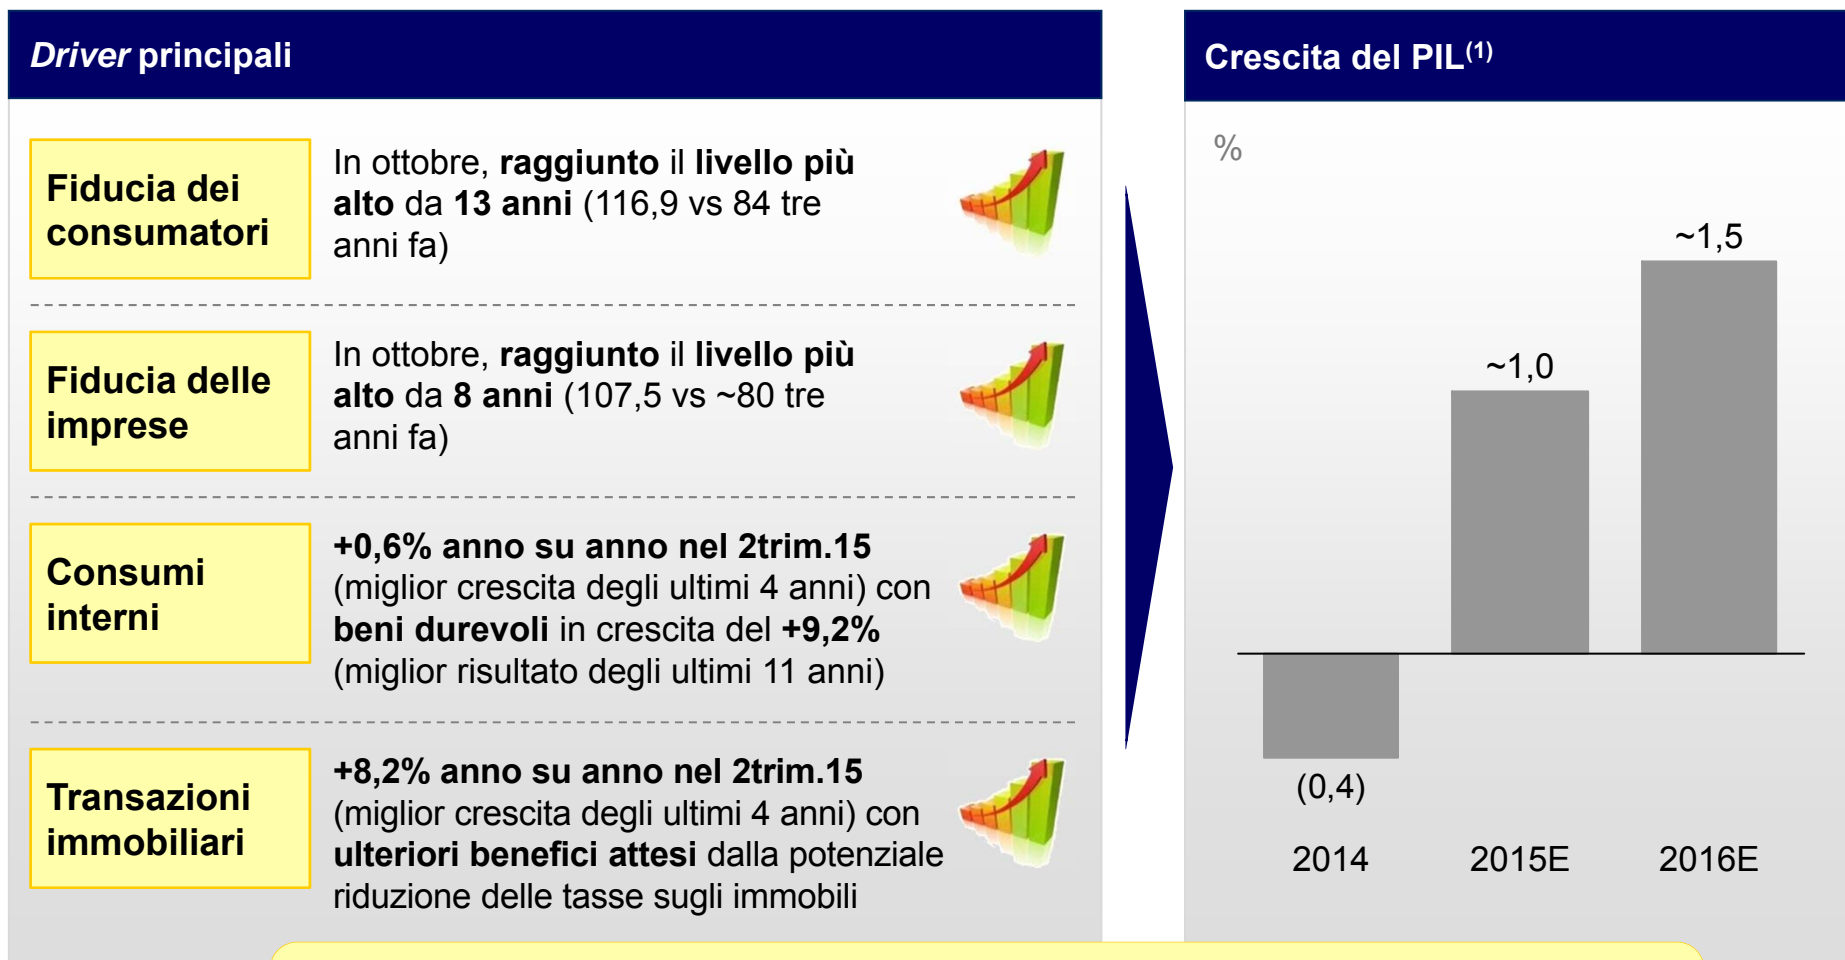 Driver principali
Fiducia dei
consumatori
In ottobre, raggiunto il livello più
alto da 13 anni (116,9 vs 84 tre
anni fa)
Fiducia delle
imprese
In ottobre, raggiunto il livello più
alto da 8 anni (107,5 vs ~80 tre
anni fa)
Consumi
interni
+0,6% anno su anno nel 2trim.15
(miglior crescita degli ultimi 4 anni) con
beni durevoli in crescita del +9,2%
(miglior risultato degli ultimi 11 anni)
Transazioni
immobiliari
+8,2% anno su anno nel 2trim.15
(miglior crescita degli ultimi 4 anni) con
ulteriori benefici attesi dalla potenziale
riduzione delle tasse sugli immobili
Crescita del PIL(1)
%
~1,5
~1,0
(0,4)
2014 2015E 2016E